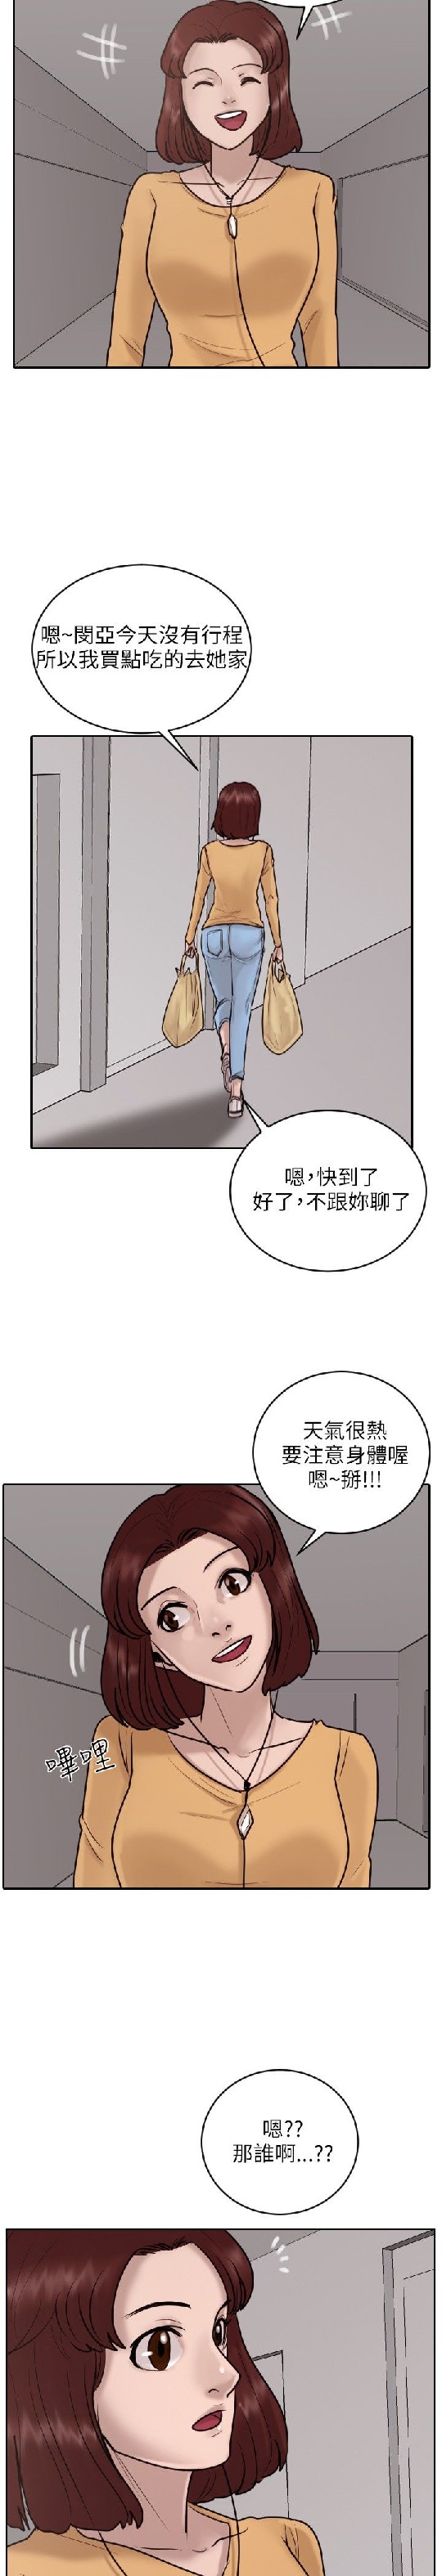 嗯~閔亞今天沒有行程
所以我買點吃的去她家
嗯，快到了
好了，不跟妳聊了
天氣很熱
要注意身體喔
嗯~掰!!!
嗶哩
嗯??
那誰啊...??